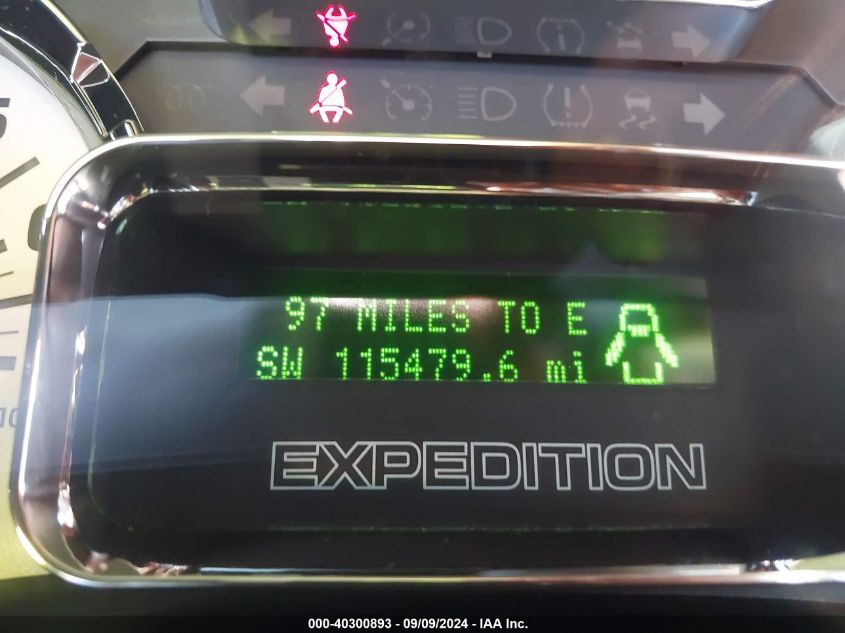 97 MILES TO E
SW 115479.6 mi
EXPEDITION
000-40300893 - 09/09/2024 - IAA Inc.